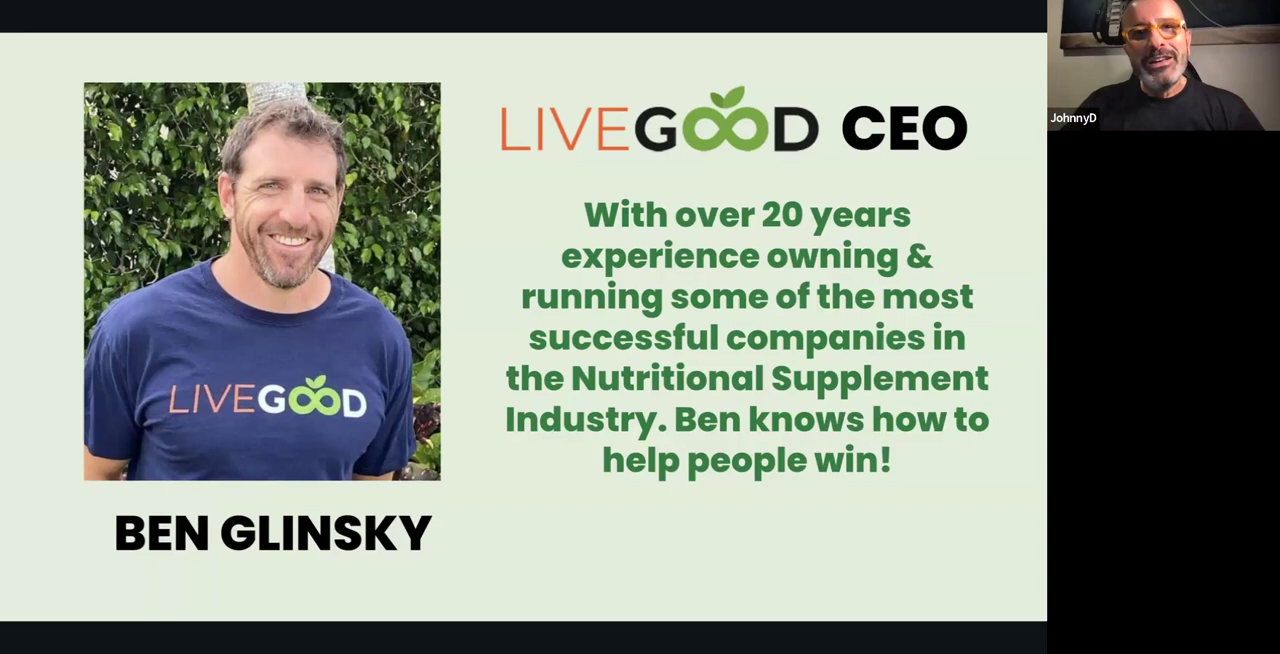 LIVEGOOD CEO
With over 20 years
experience owning &
running some of the most
successful companies in
the Nutritional Supplement
Industry. Ben knows how to
help people win!
LIVEGOOD
BEN GLINSKY
JohnnyD